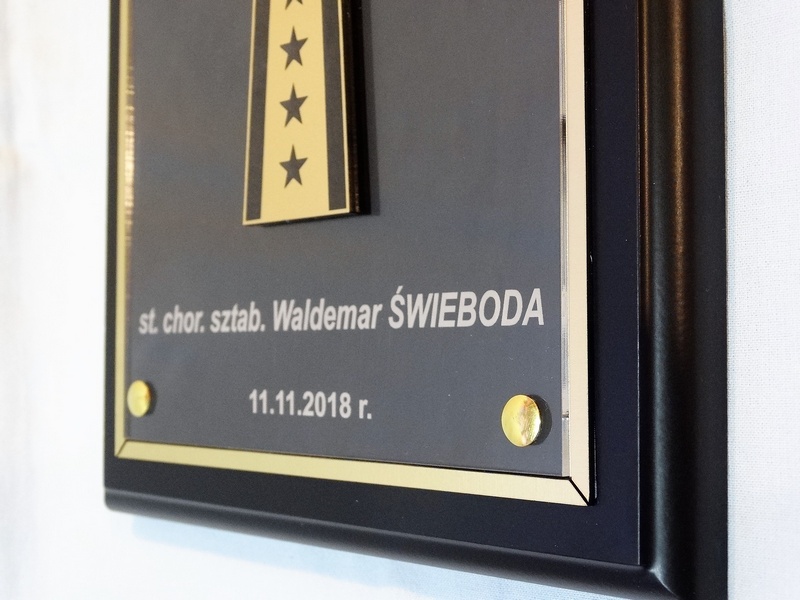 st. chor. sztab. Waldemar ŚWIEBODA
11.11.2018 r.